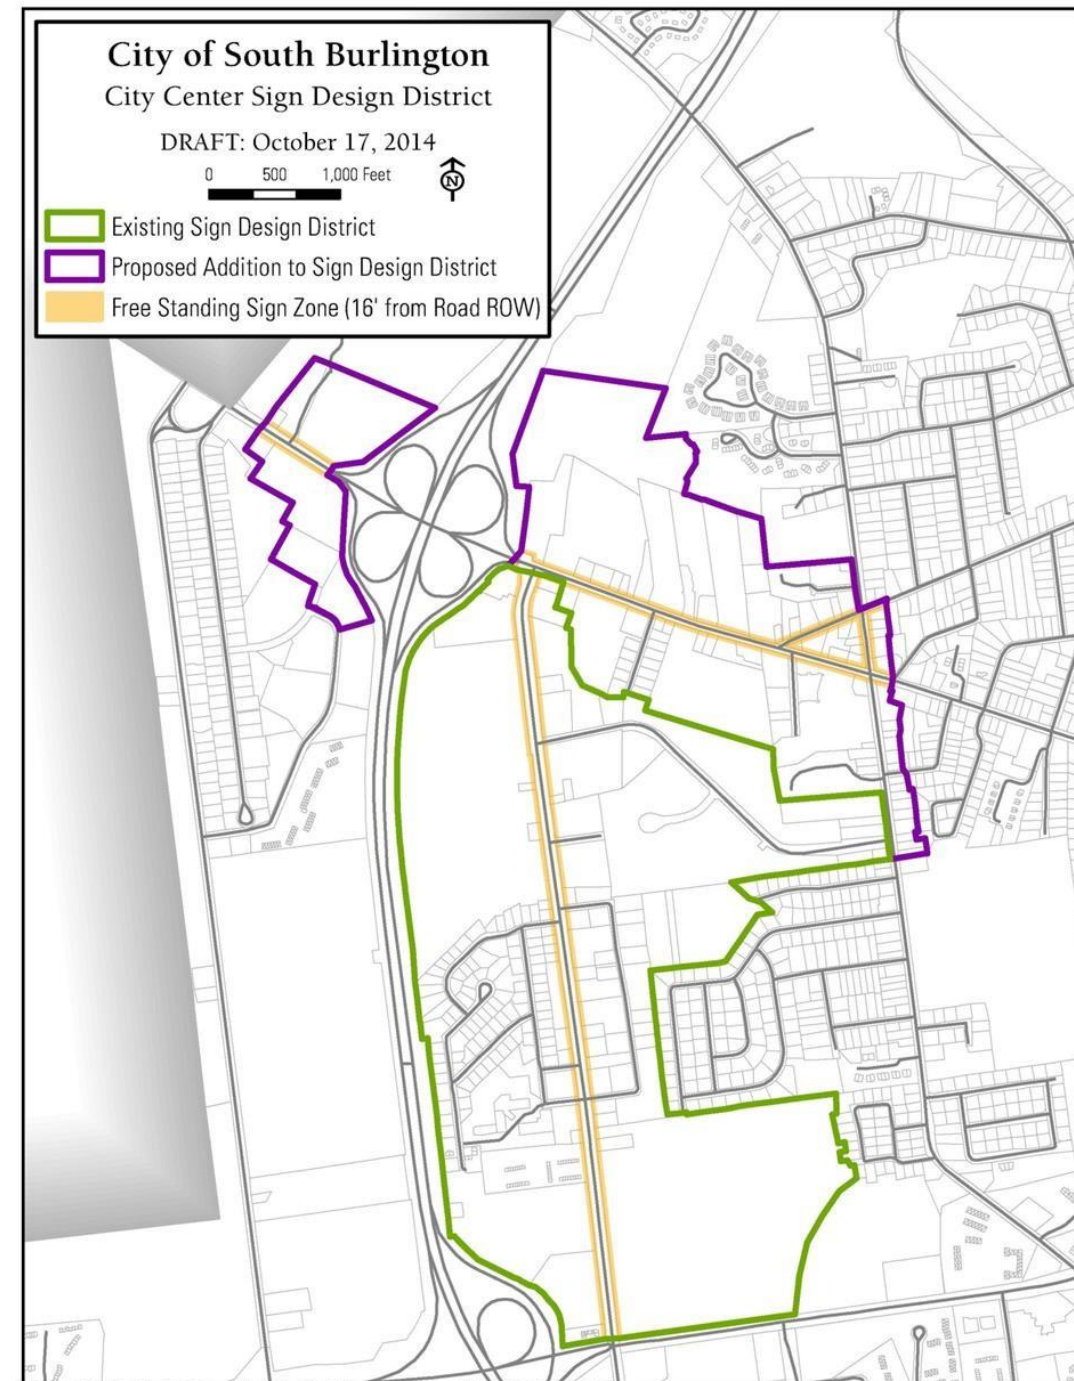 City of South Burlington
City Center Sign Design District
DRAFT: October 17, 2014
0 500 1,000 Feet
N
Existing Sign Design District
Proposed Addition to Sign Design District
Free Standing Sign Zone (16' from Road ROW)